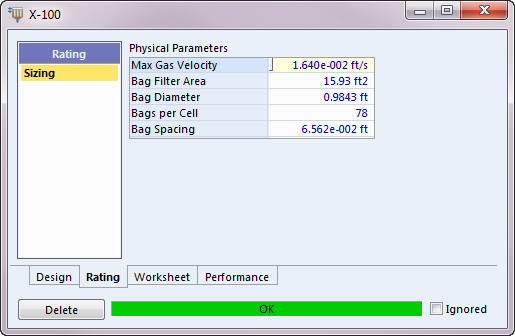 X-100
Rating
Sizing
Physical Parameters
Max Gas Velocity 1.640e-002 ft/s
Bag Filter Area 15.93 ft2
Bag Diameter 0.9843 ft
Bags per Cell 78
Bag Spacing 6.562e-002 ft
Design Rating Worksheet Performance
Delete OK Ignored